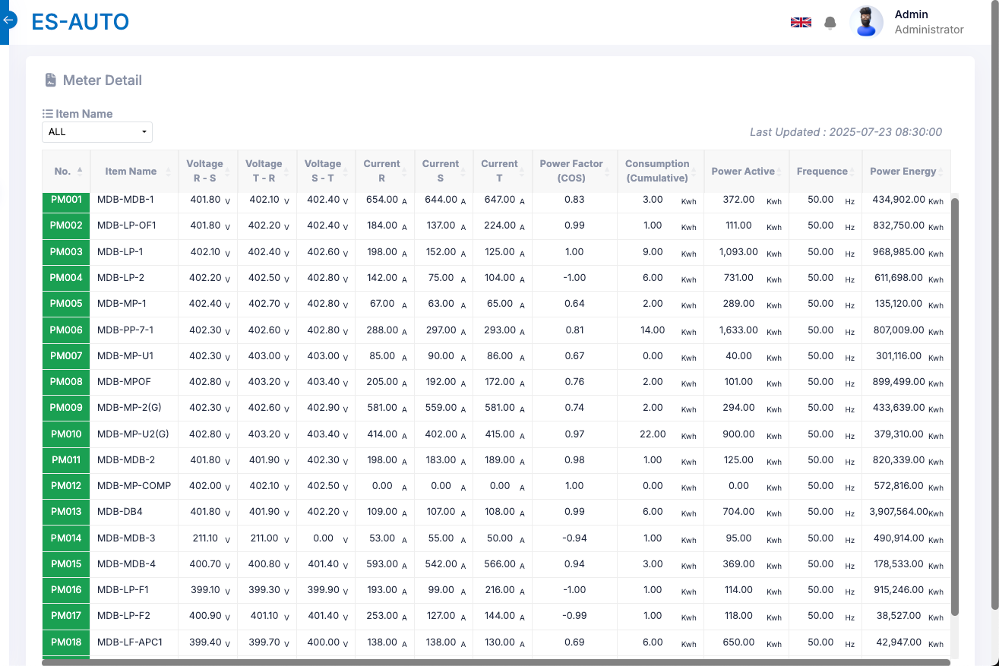 ES-AUTO
Admin
Administrator
Meter Detail
Item Name
ALL
Last Updated : 2025-07-23 08:30:00
No. Item Name Voltage R - S Voltage T - R Voltage S - T Current R Current S Current T Power Factor (COS) Consumption (Cumulative) Power Active Frequence Power Energy
PM001 MDB-MDB-1 401.80 V 402.10 V 402.40 V 654.00 A 644.00 A 647.00 A 0.83 3.00 Kwh 372.00 Kwh 50.00 Hz 434,902.00 Kwh
PM002 MDB-LP-OF1 401.80 V 402.20 V 402.40 V 184.00 A 137.00 A 224.00 A 0.99 1.00 Kwh 111.00 Kwh 50.00 Hz 832,750.00 Kwh
PM003 MDB-LP-1 402.10 V 402.40 V 402.60 V 198.00 A 152.00 A 125.00 A 1.00 9.00 Kwh 1,093.00 Kwh 50.00 Hz 968,985.00 Kwh
PM004 MDB-LP-2 402.20 V 402.50 V 402.80 V 142.00 A 75.00 A 104.00 A -1.00 6.00 Kwh 731.00 Kwh 50.00 Hz 611,698.00 Kwh
PM005 MDB-MP-1 402.40 V 402.70 V 402.80 V 67.00 A 63.00 A 65.00 A 0.64 2.00 Kwh 289.00 Kwh 50.00 Hz 135,120.00 Kwh
PM006 MDB-PP-7-1 402.30 V 402.60 V 402.80 V 288.00 A 297.00 A 293.00 A 0.81 14.00 Kwh 1,633.00 Kwh 50.00 Hz 807,009.00 Kwh
PM007 MDB-MP-U1 402.30 V 403.00 V 403.00 V 85.00 A 90.00 A 86.00 A 0.67 0.00 Kwh 40.00 Kwh 50.00 Hz 301,116.00 Kwh
PM008 MDB-MPOF 402.80 V 403.20 V 403.40 V 205.00 A 192.00 A 172.00 A 0.76 2.00 Kwh 101.00 Kwh 50.00 Hz 899,499.00 Kwh
PM009 MDB-MP-2(G) 402.30 V 402.60 V 402.90 V 581.00 A 559.00 A 581.00 A 0.74 2.00 Kwh 294.00 Kwh 50.00 Hz 433,639.00 Kwh
PM010 MDB-MP-U2(G) 402.80 V 403.20 V 403.40 V 414.00 A 402.00 A 415.00 A 0.97 22.00 Kwh 900.00 Kwh 50.00 Hz 379,310.00 Kwh
PM011 MDB-MDB-2 401.80 V 401.90 V 402.30 V 198.00 A 183.00 A 189.00 A 0.98 1.00 Kwh 125.00 Kwh 50.00 Hz 820,339.00 Kwh
PM012 MDB-MP-COMP 402.00 V 402.10 V 402.50 V 0.00 A 0.00 A 0.00 A 1.00 0.00 Kwh 0.00 Kwh 50.00 Hz 572,816.00 Kwh
PM013 MDB-DB4 401.80 V 401.90 V 402.20 V 109.00 A 107.00 A 108.00 A 0.99 6.00 Kwh 704.00 Kwh 50.00 Hz 3,907,564.00 Kwh
PM014 MDB-MDB-3 211.10 V 211.00 V 0.00 V 53.00 A 55.00 A 50.00 A -0.94 1.00 Kwh 95.00 Kwh 50.00 Hz 490,914.00 Kwh
PM015 MDB-MDB-4 400.70 V 400.80 V 401.40 V 593.00 A 542.00 A 566.00 A 0.94 3.00 Kwh 369.00 Kwh 50.00 Hz 178,533.00 Kwh
PM016 MDB-LP-F1 399.10 V 399.30 V 399.90 V 193.00 A 99.00 A 216.00 A -1.00 1.00 Kwh 114.00 Kwh 50.00 Hz 915,246.00 Kwh
PM017 MDB-LP-F2 400.90 V 401.10 V 401.40 V 253.00 A 127.00 A 144.00 A -0.99 1.00 Kwh 118.00 Kwh 50.00 Hz 38,527.00 Kwh
PM018 MDB-LF-APC1 399.40 V 399.70 V 400.00 V 138.00 A 138.00 A 130.00 A 0.69 6.00 Kwh 650.00 Kwh 50.00 Hz 42,947.00 Kwh